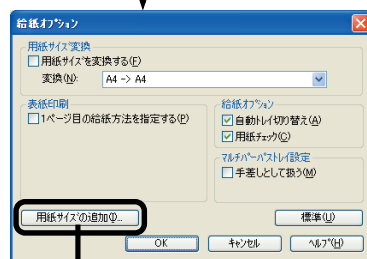 給紙オプション
用紙サイズ変換
用紙サイズを変換する(F)
変換(N):
A4 -> A4
表紙印刷
1ページ目の給紙方法を指定する(P)
給紙オプション
自動トレイ切り替え(A)
用紙チェック(C)
マルチパーパストレイ設定
手差しとして扱う(M)
用紙サイズの追加(I)...
標準(U)
OK
キャンセル
ヘルプ(H)